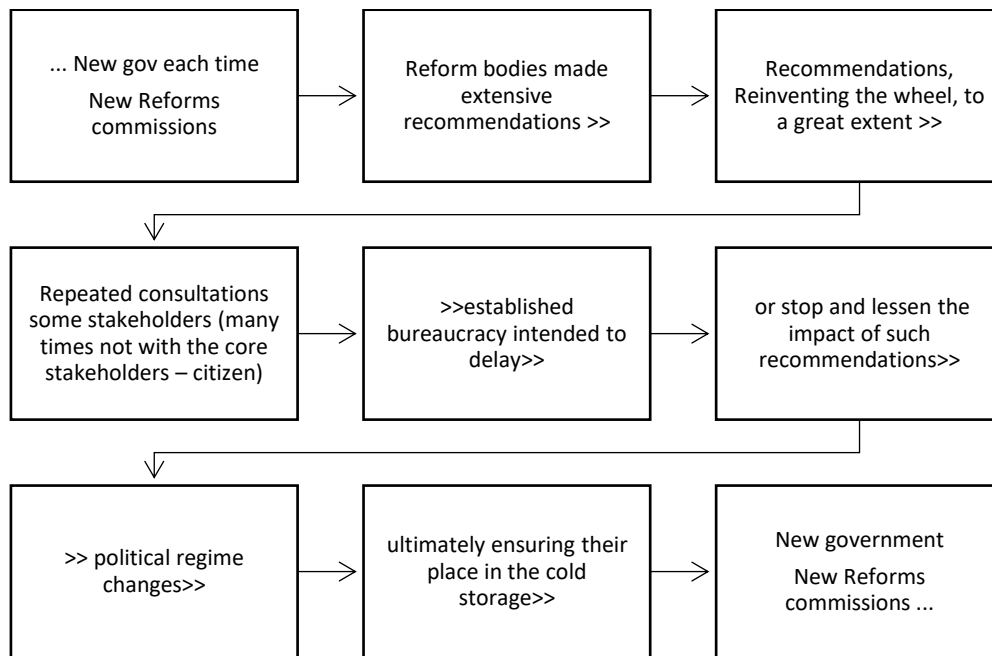 ... New gov each time
New Reforms
commissions
Reform bodies made
extensive
recommendations >>
Recommendations,
Reinventing the wheel, to
a great extent >>
Repeated consultations
some stakeholders (many
times not with the core
stakeholders – citizen)
>>established
bureaucracy intended to
delay>>
or stop and lessen the
impact of such
recommendations>>
>> political regime
changes>>
ultimately ensuring their
place in the cold
storage>>
New government
New Reforms
commissions ...